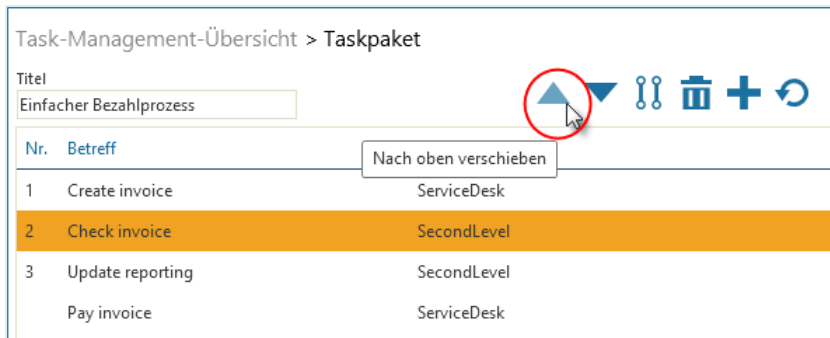 Task-Management-Übersicht > Taskpaket
Titel
Einfacher Bezahlprozess
Nr. Betreff
Nach oben verschieben
1 Create invoice ServiceDesk
2 Check invoice SecondLevel
3 Update reporting SecondLevel
Pay invoice ServiceDesk